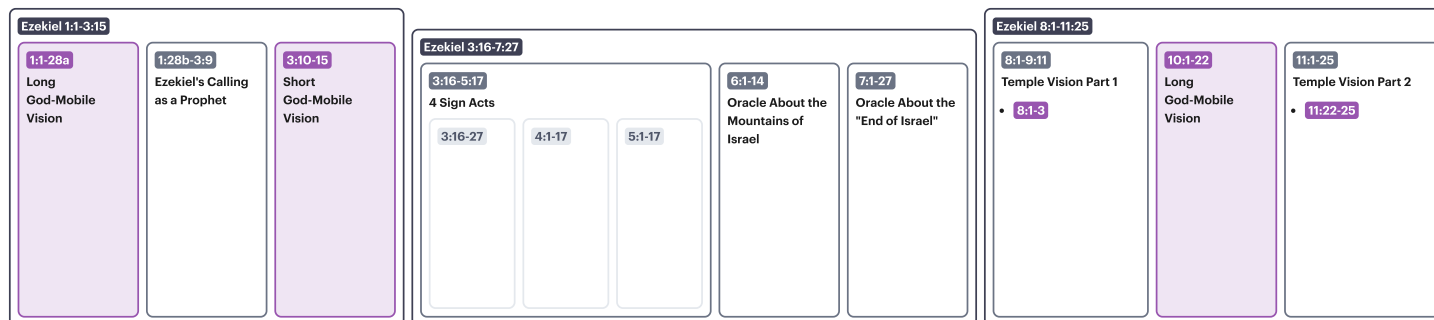 Ezekiel 1:1-3:15
1:1-28a
Long
God-Mobile
Vision
1:28b-3:9
Ezekiel's Calling
as a Prophet
3:10-15
Short
God-Mobile
Vision
Ezekiel 3:16-7:27
3:16-5:17
4 Sign Acts
3:16-27
4:1-17
5:1-17
6:1-14
Oracle About the
Mountains of
Israel
7:1-27
Oracle About the
"End of Israel"
Ezekiel 8:1-11:25
8:1-9:11
Temple Vision Part 1
• 8:1-3
10:1-22
Long
God-Mobile
Vision
11:1-25
Temple Vision Part 2
• 11:22-25